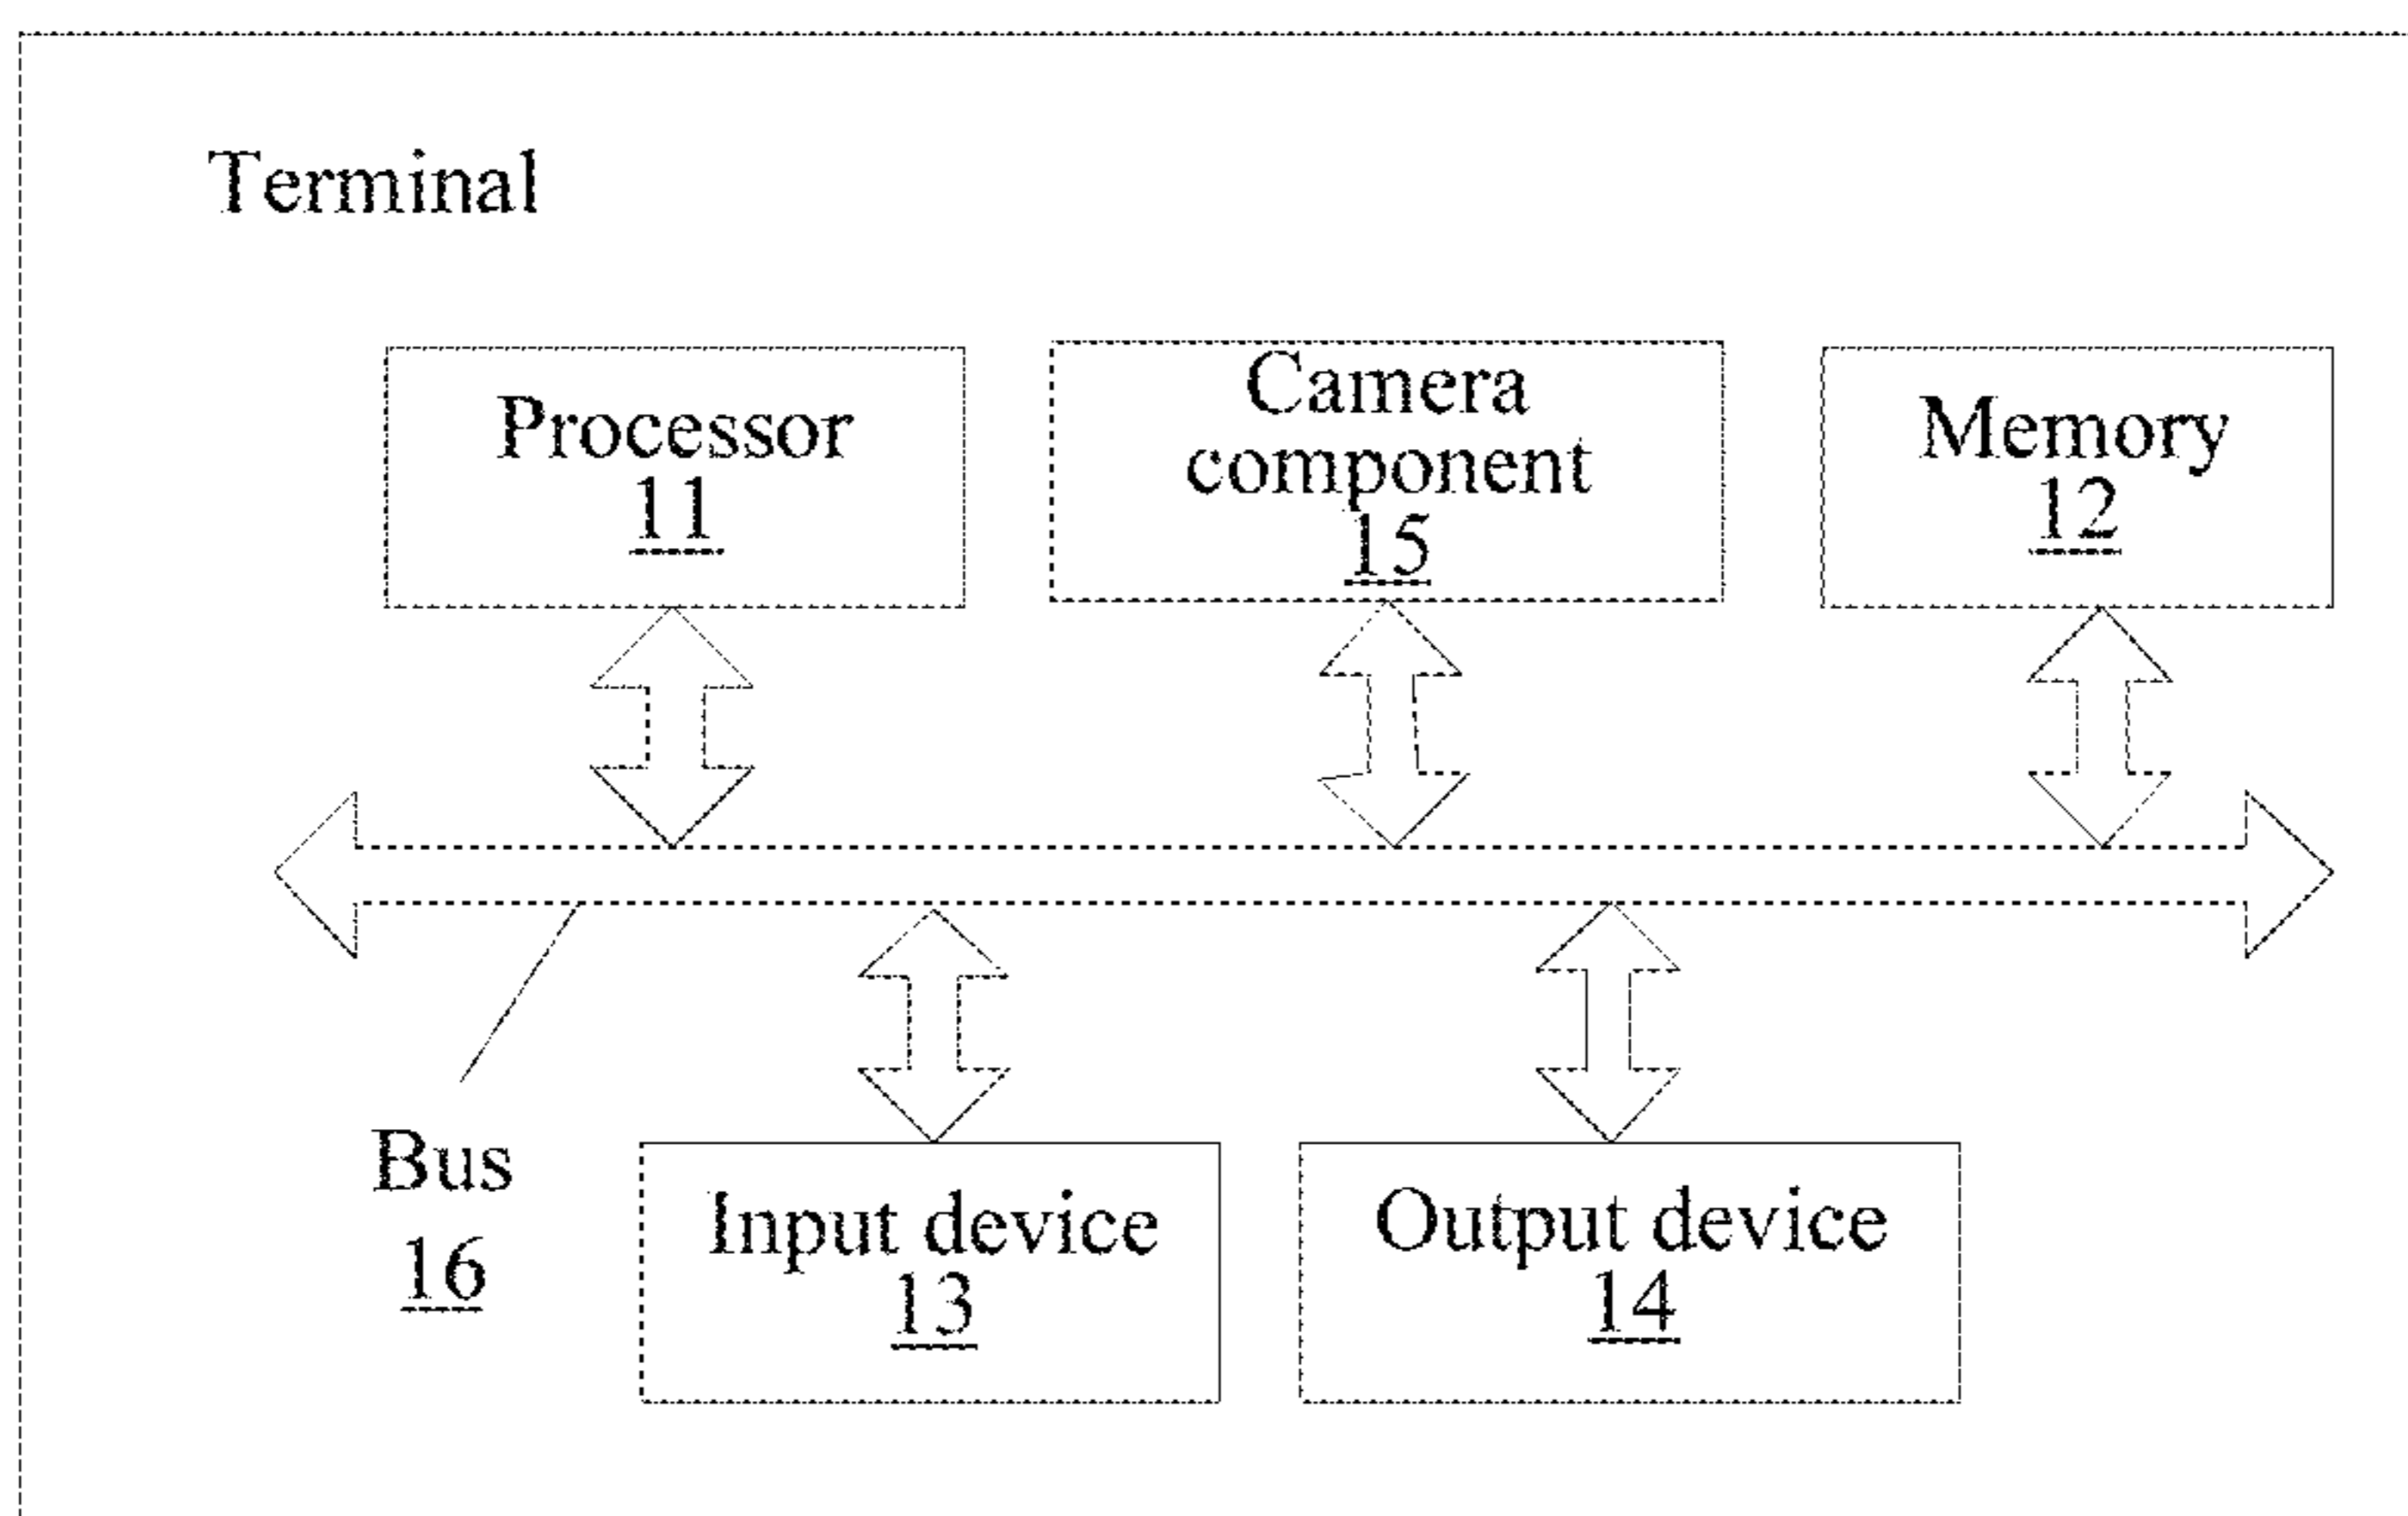 Terminal
Processor
11
Camera
component
15
Memory
12
Bus
16
Input device
13
Output device
14